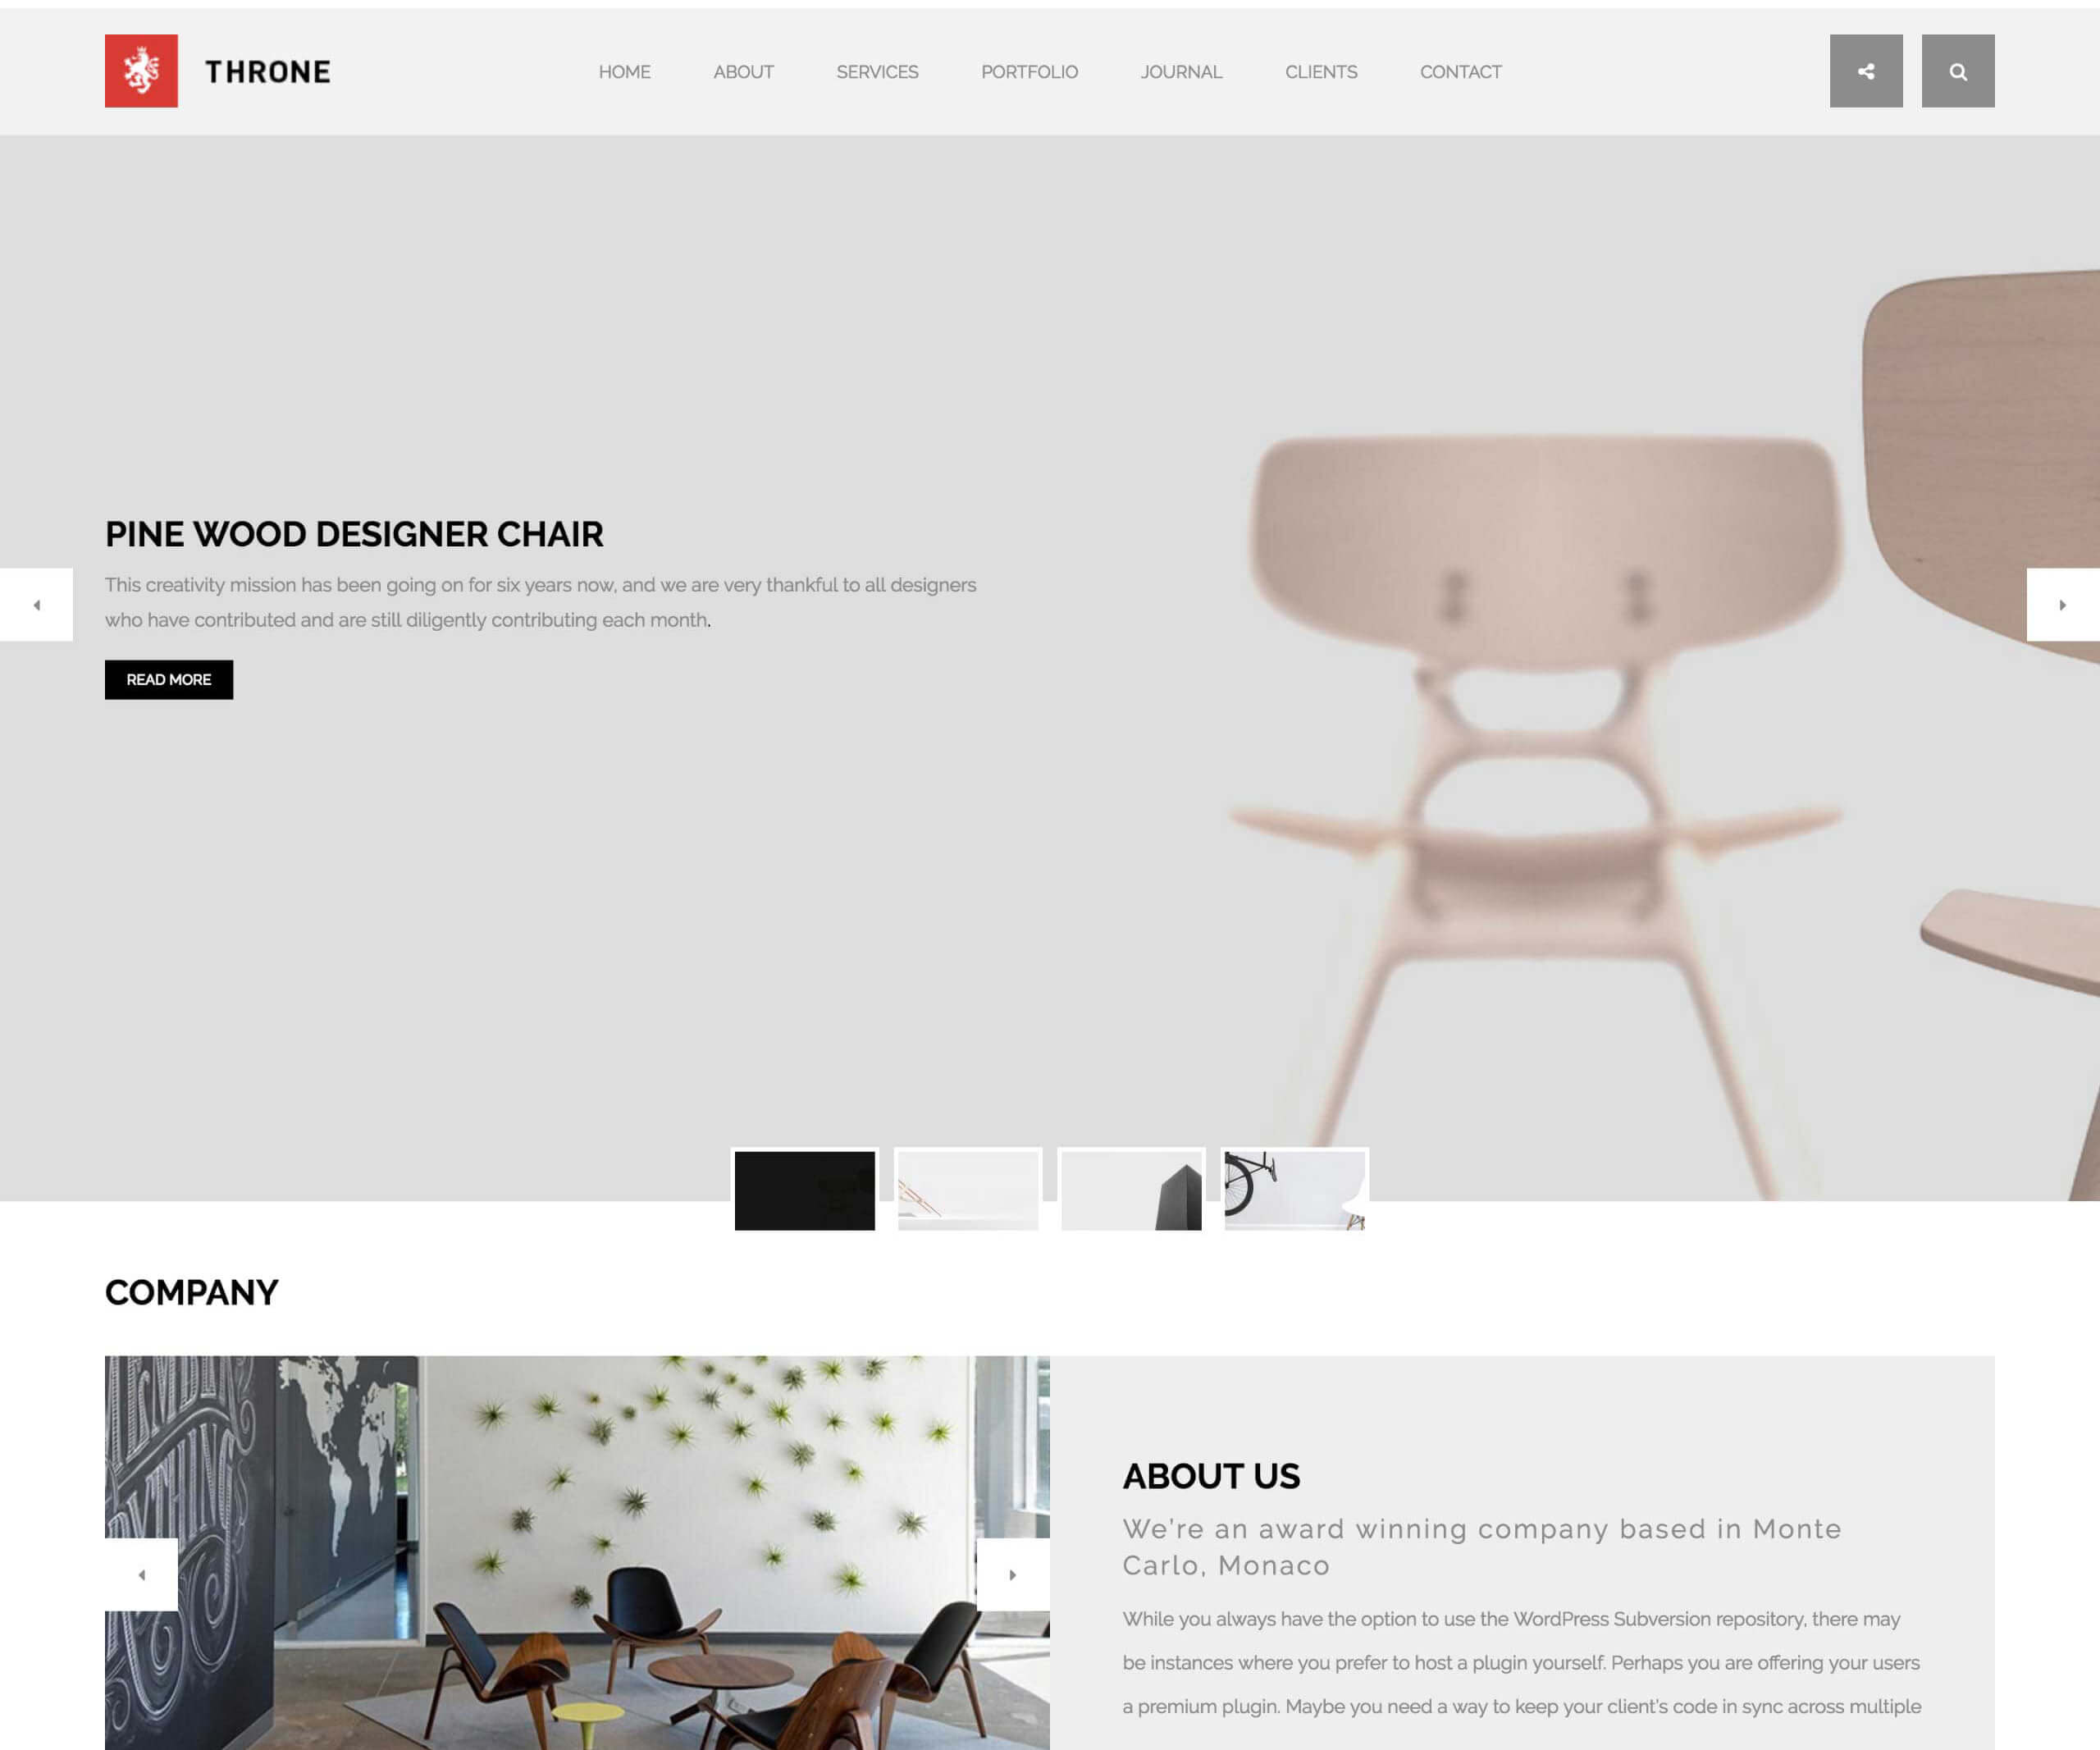 THRONE
HOME
ABOUT
SERVICES
PORTFOLIO
JOURNAL
CLIENTS
CONTACT
PINE WOOD DESIGNER CHAIR
This creativity mission has been going on for six years now, and we are very thankful to all designers
who have contributed and are still diligently contributing each month.
READ MORE
COMPANY
ABOUT US
We're an award winning company based in Monte
Carlo, Monaco
While you always have the option to use the WordPress Subversion repository, there may
be instances where you prefer to host a plugin yourself. Perhaps you are offering your users
a premium plugin. Maybe you need a way to keep your client's code in sync across multiple